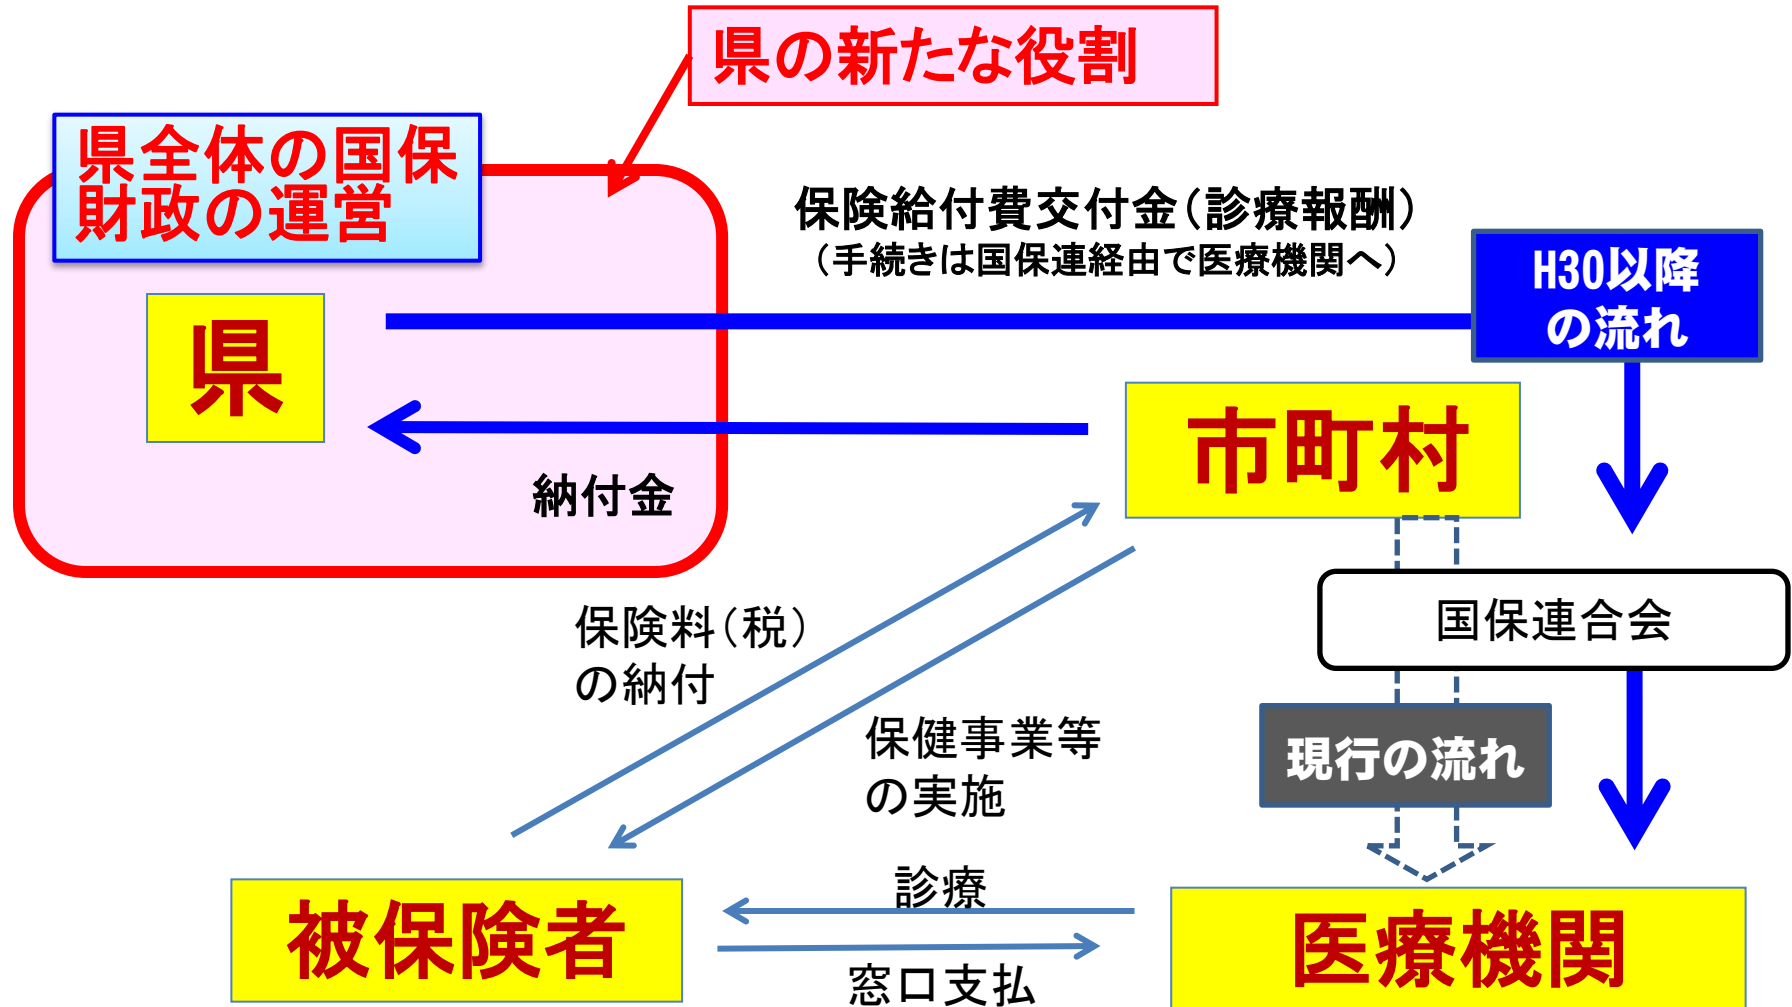 県の新たな役割
県全体の国保
財政の運営
保険給付費交付金（診療報酬）
（手続きは国保連経由で医療機関へ）
H30以降
の流れ
県
市町村
納付金
国保連合会
保険料（税）
の納付
保健事業等
の実施
現行の流れ
診療
被保険者
医療機関
窓口支払